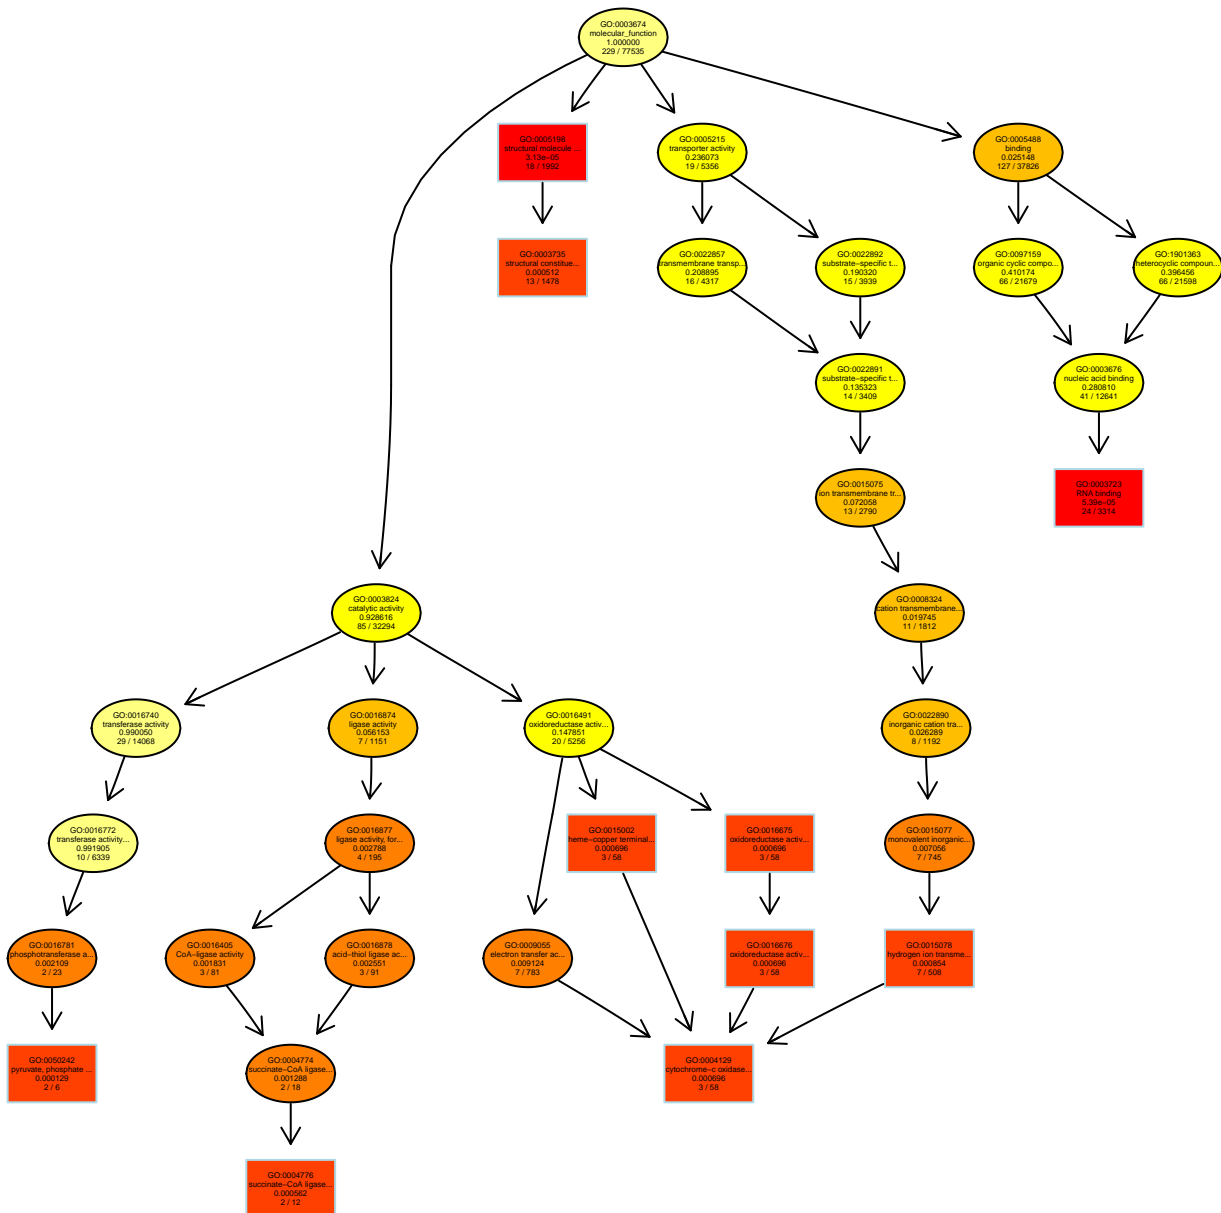 GO:0003674
molecular_function
1.000000
229 / 77535
GO:0005198
structural molecule ...
3.13e−05
18 / 1992
GO:0005215
transporter activity
0.236073
19 / 5356
GO:0005488
binding
0.025148
127 / 37826
GO:0003735
structural constitue...
0.000512
13 / 1478
GO:0022857
transmembrane transp...
0.208895
16 / 4317
GO:0022892
substrate−specific t...
0.190320
15 / 3939
GO:0097159
organic cyclic compo...
0.410174
66 / 21679
GO:1901363
heterocyclic compoun...
0.396456
66 / 21598
GO:0022891
substrate−specific t...
0.135323
14 / 3409
GO:0003676
nucleic acid binding
0.280810
41 / 12641
GO:0015075
ion transmembrane tr...
0.072058
13 / 2790
GO:0003723
RNA binding
5.39e−05
24 / 3314
GO:0003824
catalytic activity
0.928616
85 / 32294
GO:0008324
cation transmembrane...
0.019745
11 / 1812
GO:0016740
transferase activity
0.990050
29 / 14068
GO:0016874
ligase activity
0.056153
7 / 1151
GO:0016491
oxidoreductase activ...
0.147851
20 / 5256
GO:0022890
inorganic cation tra...
0.026289
8 / 1192
GO:0016772
transferase activity...
0.991905
10 / 6339
GO:0016877
ligase activity, for...
0.002788
4 / 195
GO:0015002
heme−copper terminal...
0.000696
3 / 58
GO:0016675
oxidoreductase activ...
0.000696
3 / 58
GO:0015077
monovalent inorganic...
0.007056
7 / 745
GO:0016781
phosphotransferase a...
0.002109
2 / 23
GO:0016405
CoA−ligase activity
0.001831
3 / 81
GO:0016878
acid−thiol ligase ac...
0.002551
3 / 91
GO:0009055
electron transfer ac...
0.009124
7 / 783
GO:0016676
oxidoreductase activ...
0.000696
3 / 58
GO:0015078
hydrogen ion transme...
0.000854
7 / 508
GO:0050242
pyruvate, phosphate ...
0.000129
2 / 6
GO:0004774
succinate−CoA ligase...
0.001288
2 / 18
GO:0004129
cytochrome−c oxidase...
0.000696
3 / 58
GO:0004776
succinate−CoA ligase...
0.000562
2 / 12